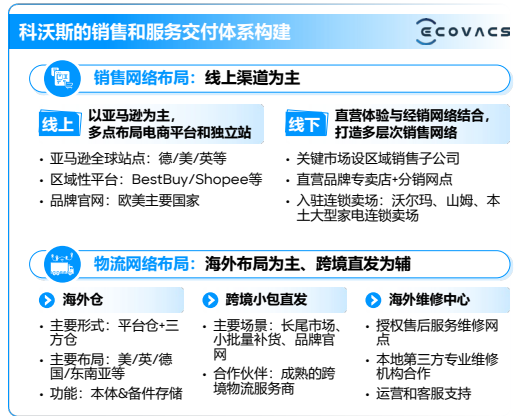 科沃斯的销售和服务交付体系构建
ECOVACS
销售网络布局：线上渠道为主
线上
以亚马逊为主，
多点布局电商平台和独立站
• 亚马逊全球站点：德/美/英等
• 区域性平台：BestBuy/Shopee等
• 品牌官网：欧美主要国家
线下
直营体验与经销网络结合，
打造多层次销售网络
• 关键市场设区域销售子公司
• 直营品牌专卖店+分销网点
• 入驻连锁卖场：沃尔玛、山姆、本
土大型家电连锁卖场
物流网络布局：海外布局为主、跨境直发为辅
海外仓
• 主要形式：平台仓+三
方仓
• 主要布局：美/英/德
国/东南亚等
• 功能：本体&备件存储
跨境小包直发
• 主要场景：长尾市场、
小批量补货、品牌官
网
• 合作伙伴：成熟的跨
境物流服务商
海外维修中心
• 授权售后服务维修网
点
• 本地第三方专业维修
机构合作
• 运营和客服支持